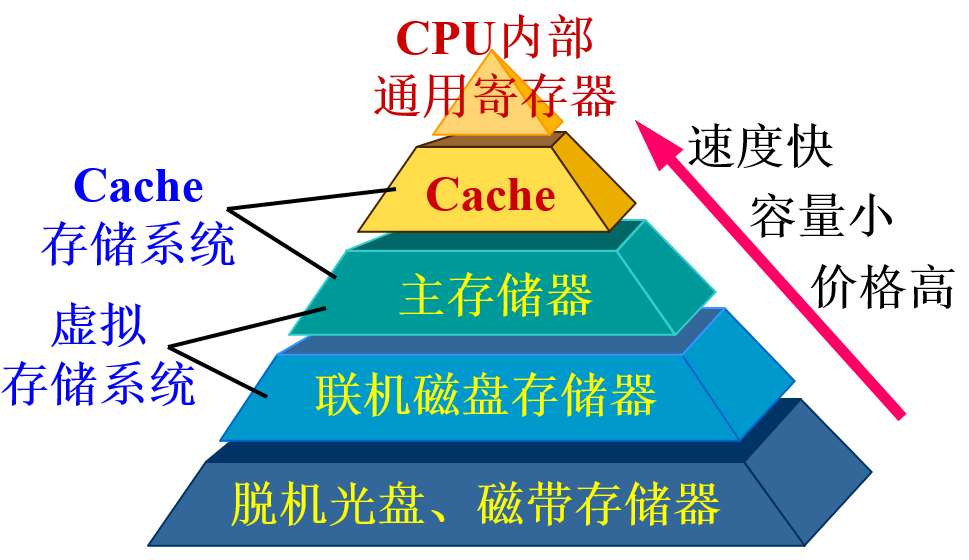 CPU内部
通用寄存器
速度快
Cache
存储系统
Cache
容量小
价格高
主存储器
虚拟
存储系统
联机磁盘存储器
脱机光盘、磁带存储器